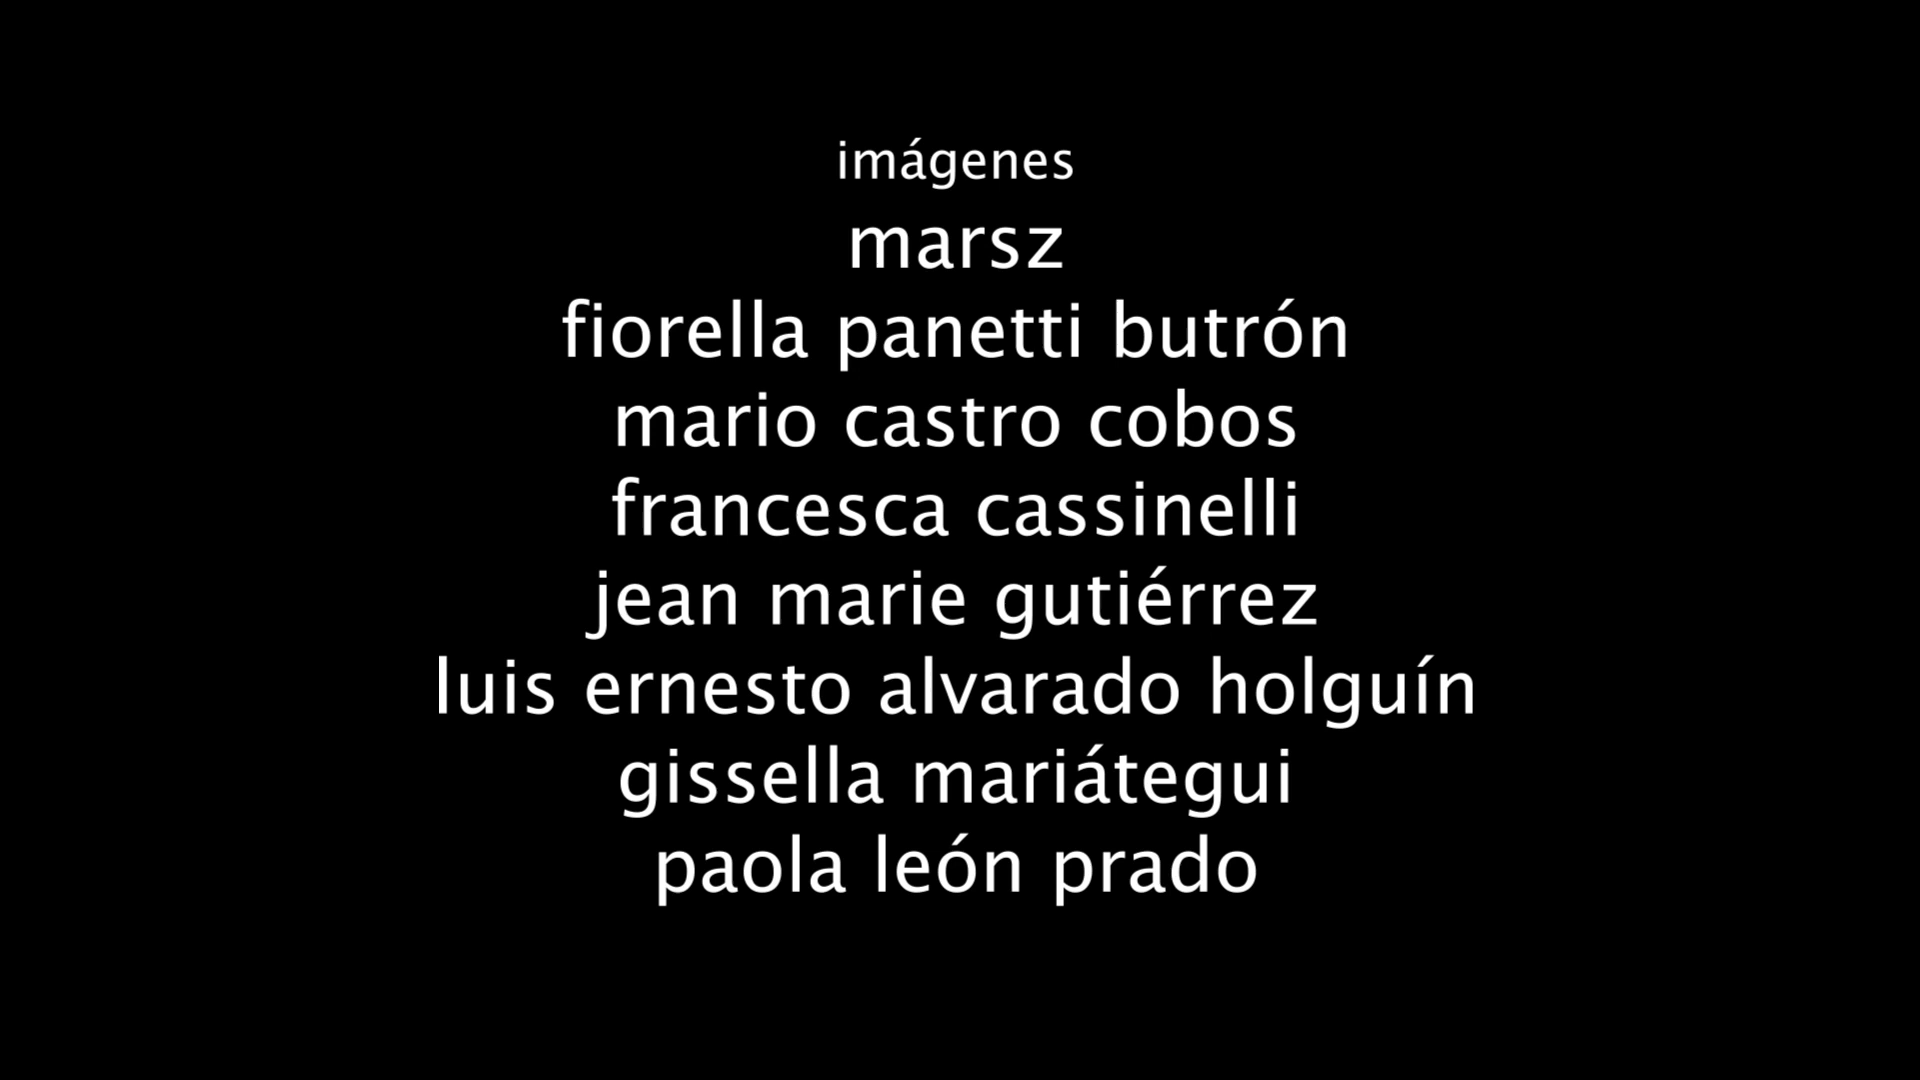 imágenes
marsz
fiorella panetti butrón
mario castro cobos
francesca cassinelli
jean marie gutiérrez
luis ernesto alvarado holguín
gissella mariátegui
paola león prado